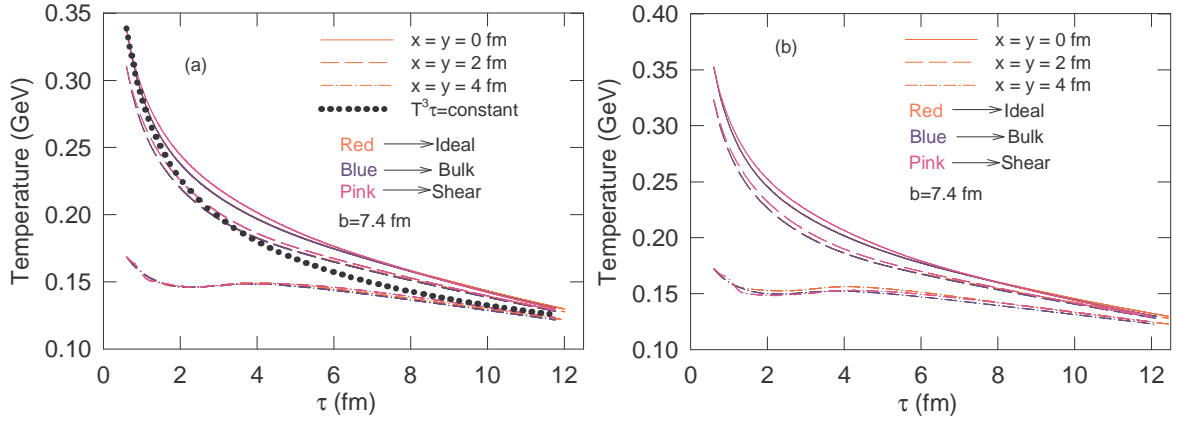 Temperature (GeV)
0.35
0.30
0.25
0.20
0.15
0.10
(a)
x = y = 0 fm
x = y = 2 fm
x = y = 4 fm
T³τ=constant
Red Ideal
Blue Bulk
Pink Shear
b=7.4 fm
0 2 4 6 8 10 12
τ (fm)
Temperature (GeV)
0.40
0.35
0.30
0.25
0.20
0.15
0.10
(b)
x = y = 0 fm
x = y = 2 fm
x = y = 4 fm
Red Ideal
Blue Bulk
Pink Shear
b=7.4 fm
0 2 4 6 8 10 12
τ (fm)